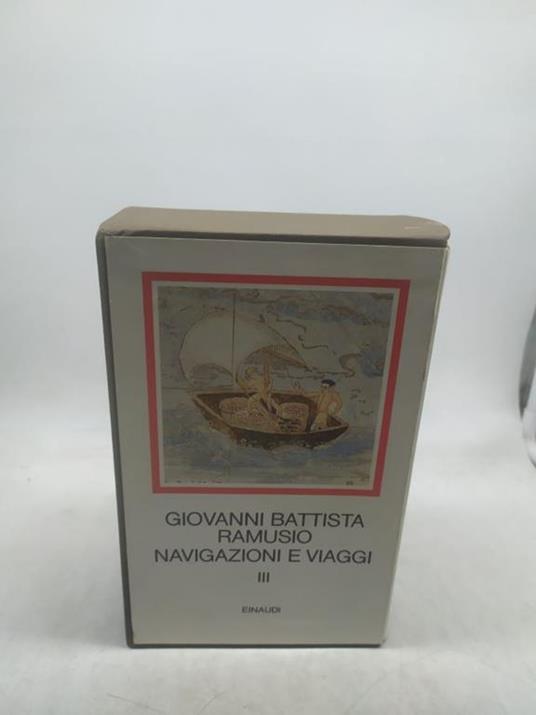 GIOVANNI BATTISTA
RAMUSIO
NAVIGAZIONI E VIAGGI
III
EINAUDI